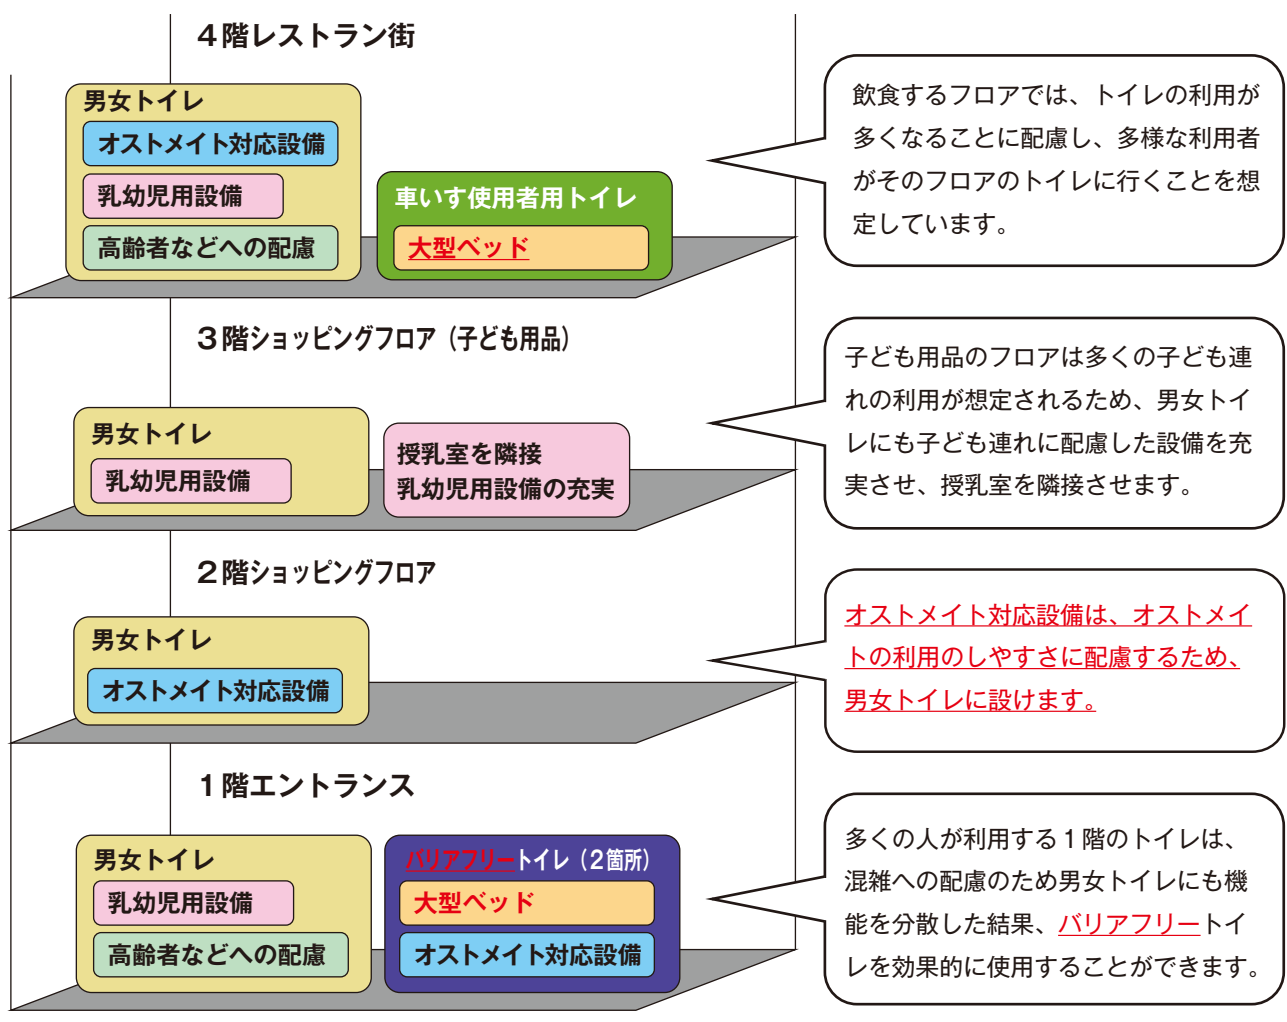 ４階レストラン街
男女トイレ
オストメイト対応設備
乳幼児用設備
高齢者などへの配慮
車いす使用者用トイレ
大型ベッド
飲食するフロアでは、トイレの利用が
多くなることに配慮し、多様な利用者
がそのフロアのトイレに行くことを想
定しています。
３階ショッピングフロア（子ども用品）
男女トイレ
乳幼児用設備
授乳室を隣接
乳幼児用設備の充実
子ども用品のフロアは多くの子ども連
れの利用が想定されるため、男女トイ
レにも子ども連れに配慮した設備を充
実させ、授乳室を隣接させます。
２階ショッピングフロア
男女トイレ
オストメイト対応設備
オストメイト対応設備は、オストメイ
トの利用のしやすさに配慮するため、
男女トイレに設けます。
１階エントランス
男女トイレ
乳幼児用設備
高齢者などへの配慮
バリアフリートイレ（２箇所）
大型ベッド
オストメイト対応設備
多くの人が利用する１階のトイレは、
混雑への配慮のため男女トイレにも機
能を分散した結果、バリアフリートイ
レを効果的に使用することができます。